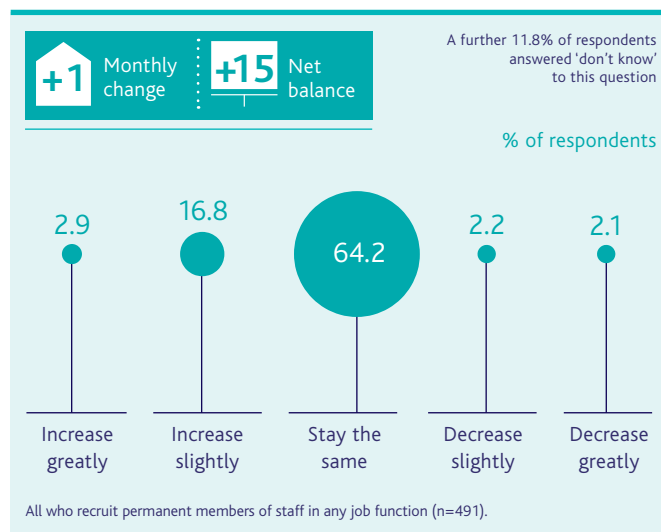 +1
Monthly
change
+15
Net
balance
A further 11.8% of respondents
answered ‘don’t know’
to this question
% of respondents
2.9
16.8
64.2
2.2
2.1
Increase
greatly
Increase
slightly
Stay the
same
Decrease
slightly
Decrease
greatly
All who recruit permanent members of staff in any job function (n=491).